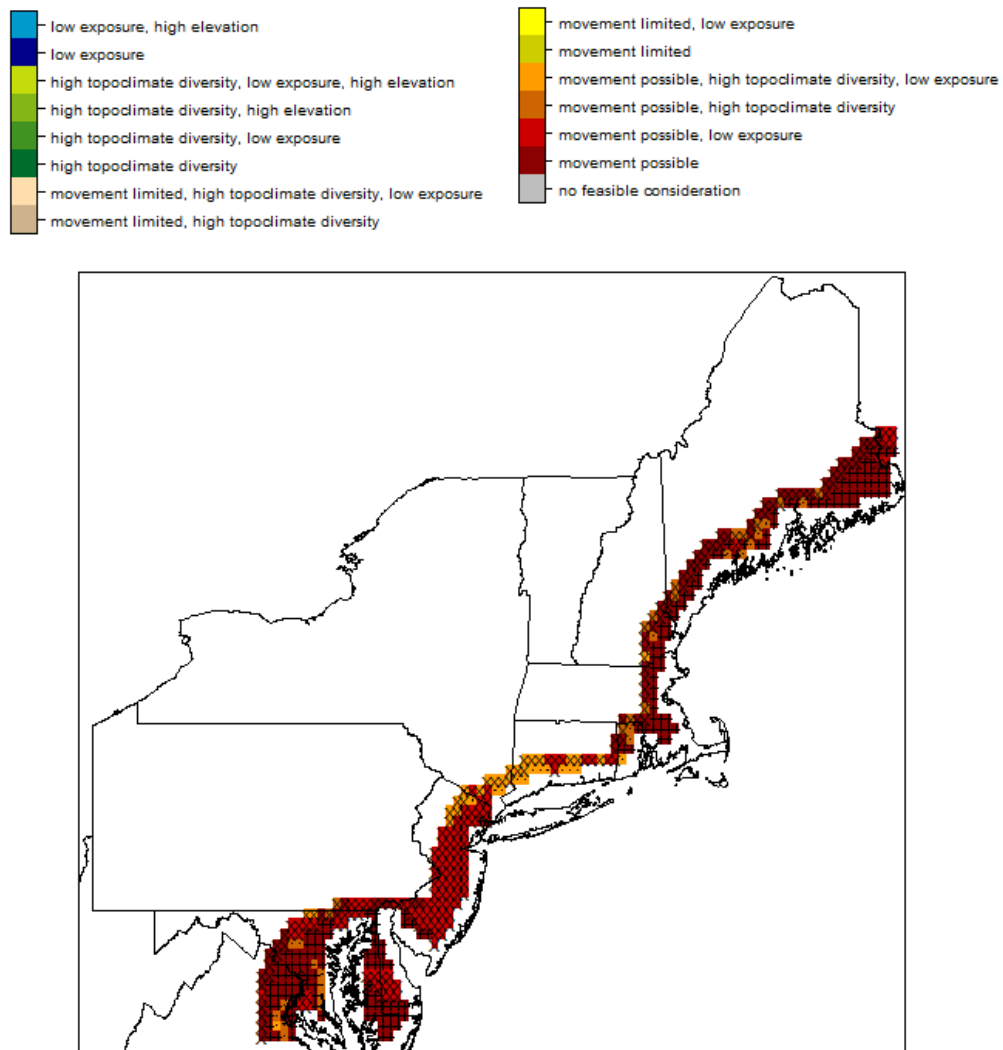 low exposure, high elevation
low exposure
high topoclimate diversity, low exposure, high elevation
high topoclimate diversity, high elevation
high topoclimate diversity, low exposure
high topoclimate diversity
movement limited, high topoclimate diversity, low exposure
movement limited, high topoclimate diversity
movement limited, low exposure
movement limited
movement possible, high topoclimate diversity, low exposure
movement possible, high topoclimate diversity
movement possible, low exposure
movement possible
no feasible consideration